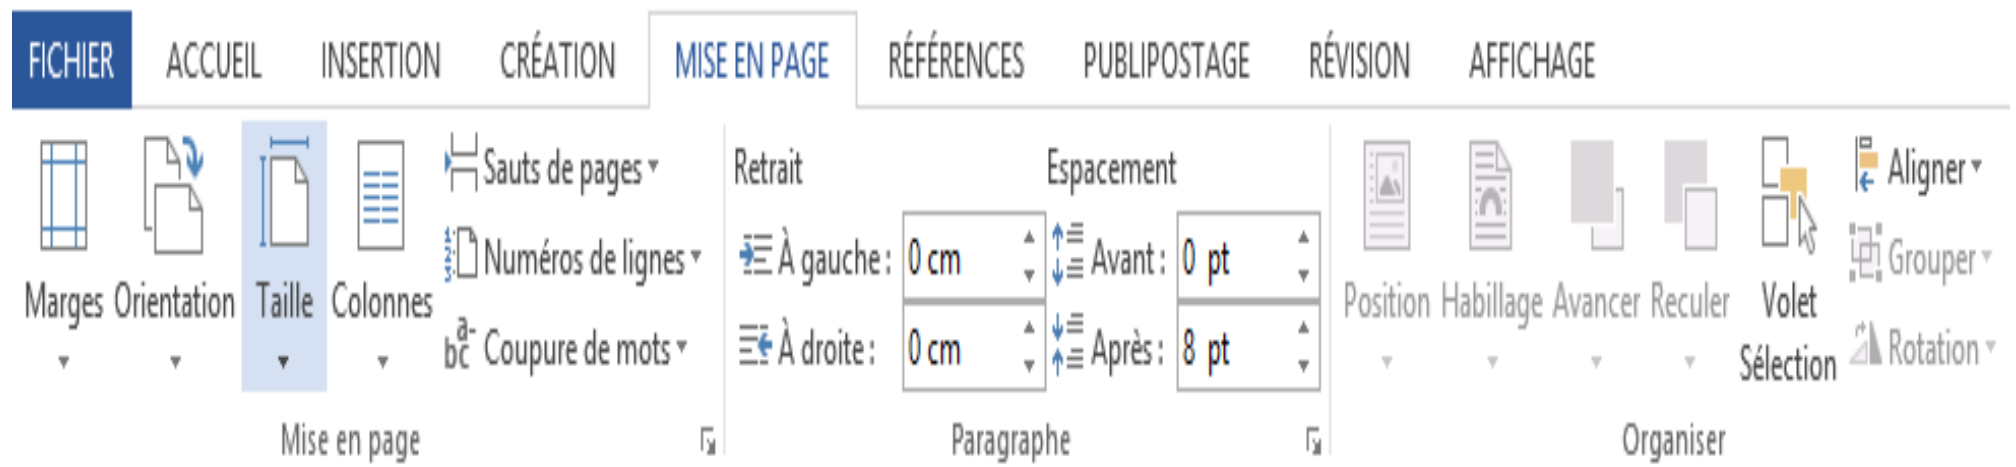 FICHIER ACCUEIL INSERTION CRÉATION MISE EN PAGE RÉFÉRENCES PUBLIPOSTAGE RÉVISION AFFICHAGE
Marges Orientation Taille Colonnes
Sauts de pages
Numéros de lignes
Coupure de mots
Mise en page
Retrait Espacement
À gauche : 0 cm Avant : 0 pt
À droite : 0 cm Après : 8 pt
Paragraphe
Position Habillage Avancer Reculer Volet
Sélection
Aligner
Grouper
Rotation
Organiser